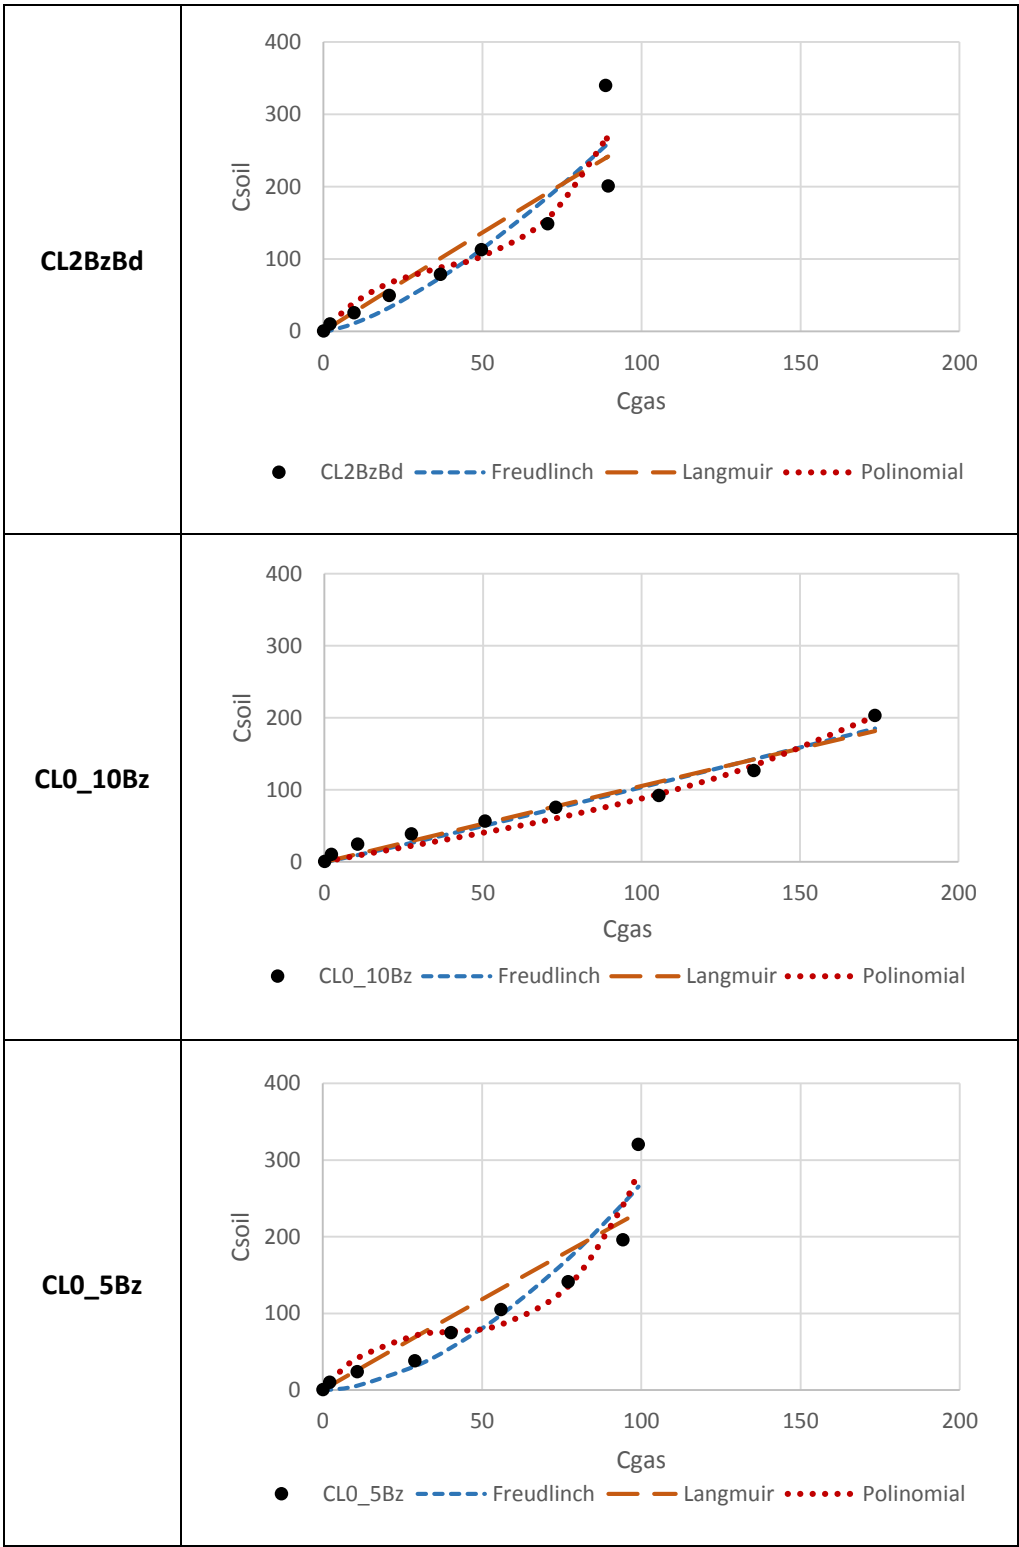 CL2BzBd
400
300
200
100
0
0 50 100 150 200
Csoil
Cgas
CL2BzBd Freudlinch Langmuir Polinomial
CL0_10Bz
400
300
200
100
0
0 50 100 150 200
Csoil
Cgas
CL0_10Bz Freudlinch Langmuir Polinomial
CL0_5Bz
400
300
200
100
0
0 50 100 150 200
Csoil
Cgas
CL0_5Bz Freudlinch Langmuir Polinomial